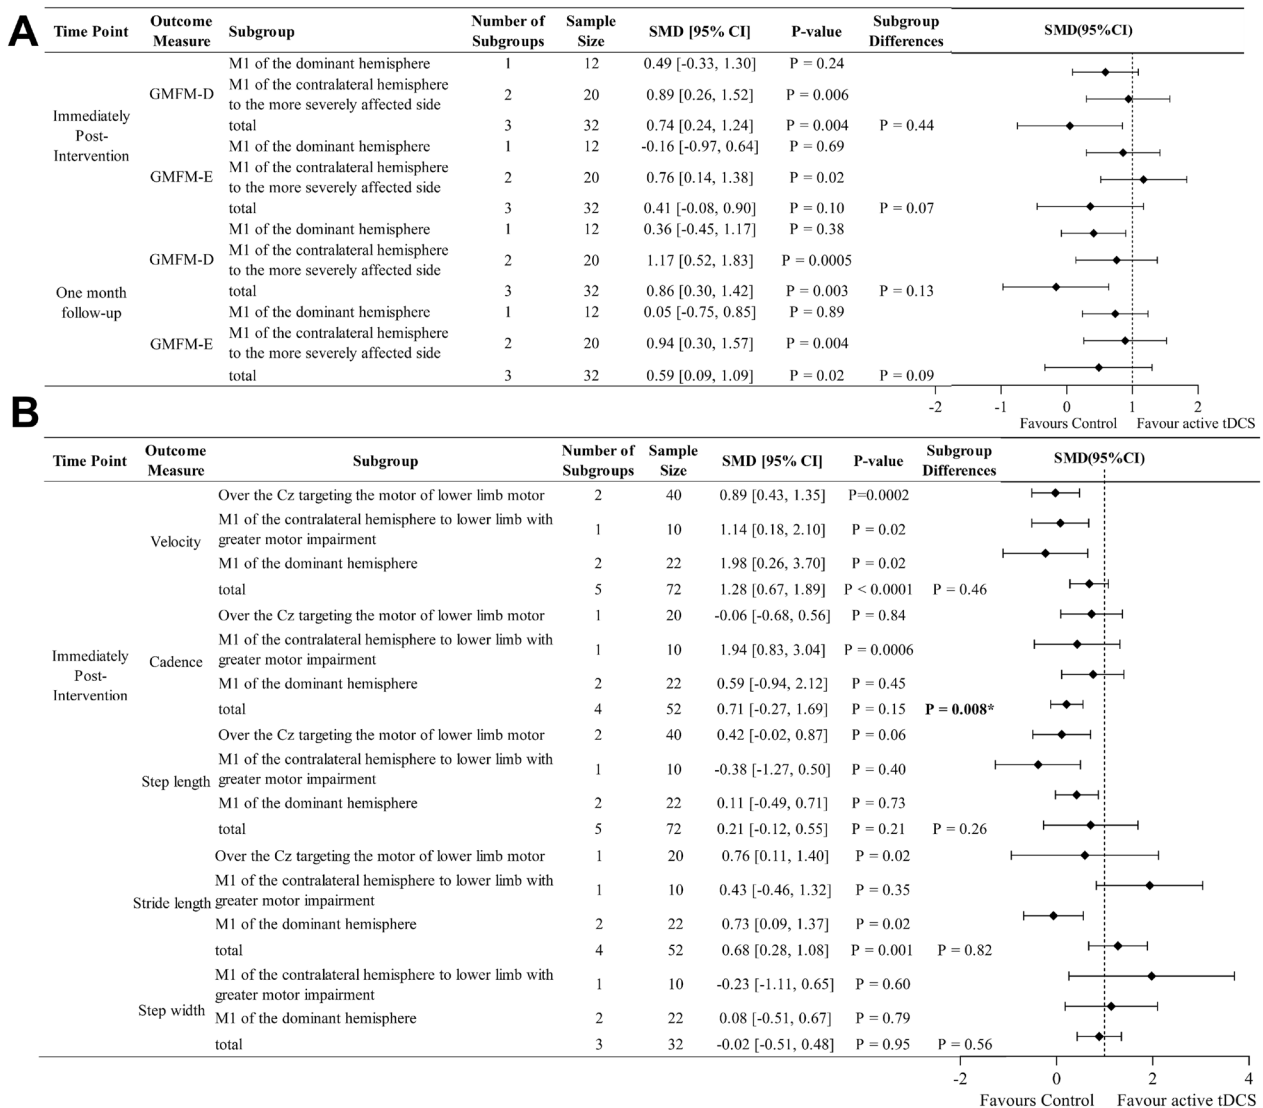 A
Time Point Outcome Measure Subgroup Number of Subgroups Sample Size SMD [95% CI] P-value Subgroup Differences SMD(95%CI)
Immediately Post-Intervention
GMFM-D
M1 of the dominant hemisphere 1 12 0.49 [-0.33, 1.30] P = 0.24
M1 of the contralateral hemisphere
to the more severely affected side 2 20 0.89 [0.26, 1.52] P = 0.006
total 3 32 0.74 [0.24, 1.24] P = 0.004 P = 0.44
GMFM-E
M1 of the dominant hemisphere 1 12 -0.16 [-0.97, 0.64] P = 0.69
M1 of the contralateral hemisphere
to the more severely affected side 2 20 0.76 [0.14, 1.38] P = 0.02
total 3 32 0.41 [-0.08, 0.90] P = 0.10 P = 0.07
One month
follow-up
GMFM-D
M1 of the dominant hemisphere 1 12 0.36 [-0.45, 1.17] P = 0.38
M1 of the contralateral hemisphere
to the more severely affected side 2 20 1.17 [0.52, 1.83] P = 0.0005
total 3 32 0.86 [0.30, 1.42] P = 0.003 P = 0.13
GMFM-E
M1 of the dominant hemisphere 1 12 0.05 [-0.75, 0.85] P = 0.89
M1 of the contralateral hemisphere
to the more severely affected side 2 20 0.94 [0.30, 1.57] P = 0.004
total 3 32 0.59 [0.09, 1.09] P = 0.02 P = 0.09
-2 -1 0 1 2
Favours Control Favour active tDCS
B
Time Point Outcome Measure Subgroup Number of Subgroups Sample Size SMD [95% CI] P-value Subgroup Differences SMD(95%CI)
Immediately
Post-
Intervention
Velocity
Over the Cz targeting the motor of lower limb motor 2 40 0.89 [0.43, 1.35] P=0.0002
M1 of the contralateral hemisphere to lower limb with
greater motor impairment 1 10 1.14 [0.18, 2.10] P = 0.02
M1 of the dominant hemisphere 2 22 1.98 [0.26, 3.70] P = 0.02
total 5 72 1.28 [0.67, 1.89] P < 0.0001 P = 0.46
Cadence
Over the Cz targeting the motor of lower limb motor 1 20 -0.06 [-0.68, 0.56] P = 0.84
M1 of the contralateral hemisphere to lower limb with
greater motor impairment 1 10 1.94 [0.83, 3.04] P = 0.0006
M1 of the dominant hemisphere 2 22 0.59 [-0.94, 2.12] P = 0.45
total 4 52 0.71 [-0.27, 1.69] P = 0.15 P = 0.008*
Step length
Over the Cz targeting the motor of lower limb motor 2 40 0.42 [-0.02, 0.87] P = 0.06
M1 of the contralateral hemisphere to lower limb with
greater motor impairment 1 10 -0.38 [-1.27, 0.50] P = 0.40
M1 of the dominant hemisphere 2 22 0.11 [-0.49, 0.71] P = 0.73
total 5 72 0.21 [-0.12, 0.55] P = 0.21 P = 0.26
Stride length
Over the Cz targeting the motor of lower limb motor 1 20 0.76 [0.11, 1.40] P = 0.02
M1 of the contralateral hemisphere to lower limb with
greater motor impairment 1 10 0.43 [-0.46, 1.32] P = 0.35
M1 of the dominant hemisphere 2 22 0.73 [0.09, 1.37] P = 0.02
total 4 52 0.68 [0.28, 1.08] P = 0.001 P = 0.82
Step width
M1 of the contralateral hemisphere to lower limb with
greater motor impairment 1 10 -0.23 [-1.11, 0.65] P = 0.60
M1 of the dominant hemisphere 2 22 0.08 [-0.51, 0.67] P = 0.79
total 3 32 -0.02 [-0.51, 0.48] P = 0.95 P = 0.56
-2 0 2 4
Favours Control Favour active tDCS